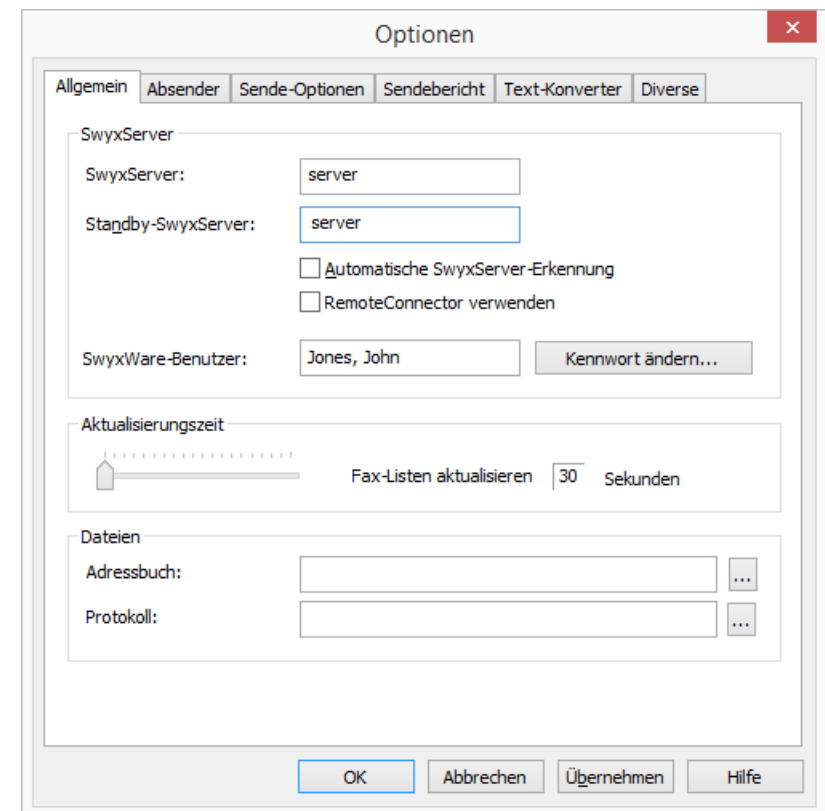 Optionen
Allgemein Absender Sende-Optionen Sendebericht Text-Konverter Diverse
SwyxServer
SwyxServer: server
Standby-SwyxServer: server
Automatische SwyxServer-Erkennung
RemoteConnector verwenden
SwyxWare-Benutzer: Jones, John Kennwort ändern...
Aktualisierungszeit
Fax-Listen aktualisieren 30 Sekunden
Dateien
Adressbuch: ...
Protokoll: ...
OK Abbrechen Übernehmen Hilfe